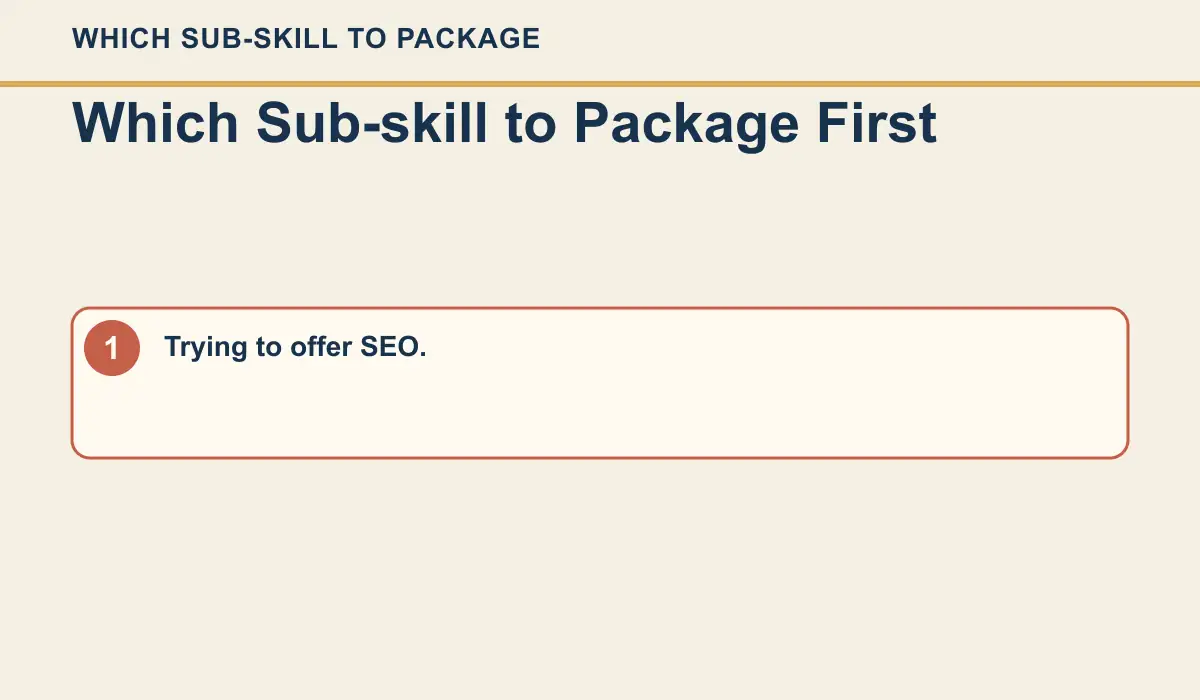 WHICH SUB-SKILL TO PACKAGE
Which Sub-skill to Package First
1
Trying to offer SEO.